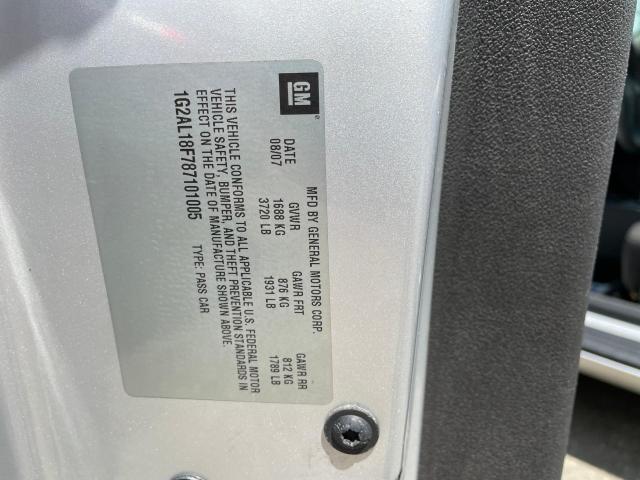 GM®
MFD BY GENERAL MOTORS CORP.
DATE GVWR GAWR FRT GAWR RR
08/07 1688 KG 876 KG 812 KG
3720 LB 1931 LB 1789 LB
THIS VEHICLE CONFORMS TO ALL APPLICABLE U.S. FEDERAL MOTOR
VEHICLE SAFETY, BUMPER, AND THEFT PREVENTION STANDARDS IN
EFFECT ON THE DATE OF MANUFACTURE SHOWN ABOVE.
1G2AL18F787101005 TYPE: PASS CAR